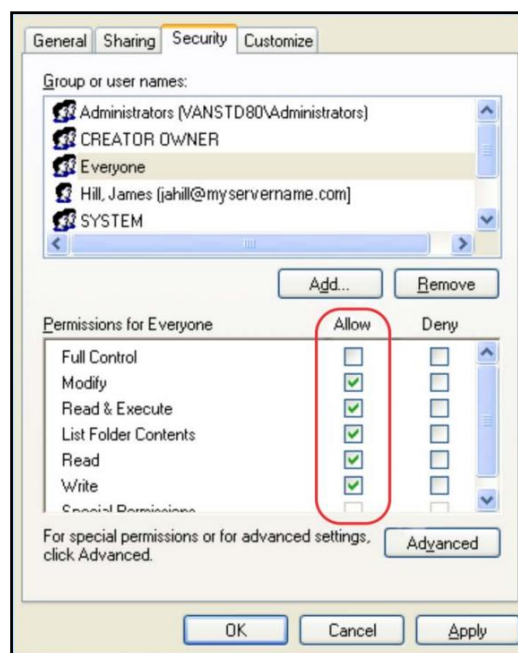 General Sharing Security Customize
Group or user names:
Administrators (VANSTD80\Administrators)
CREATOR OWNER
Everyone
Hill, James (jahill@myservername.com]
SYSTEM
Add... Remove
Permissions for Everyone Allow Deny
Full Control
Modify
Read & Execute
List Folder Contents
Read
Write
Special Permissions
For special permissions or for advanced settings, Advanced
click Advanced.
OK Cancel Apply